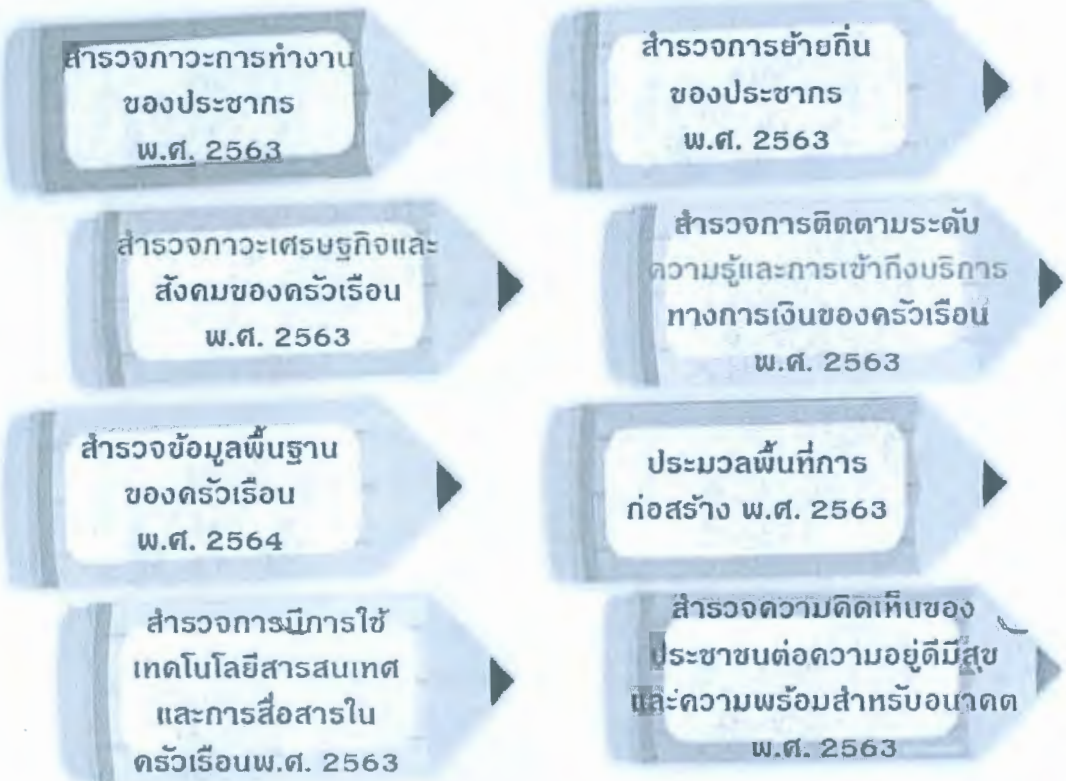 สำรวจภาวะการทำงาน
ของประชากร
พ.ศ. 2563
สำรวจการย้ายถิ่น
ของประชากร
พ.ศ. 2563
สำรวจภาวะเศรษฐกิจและ
สังคมของครัวเรือน
พ.ศ. 2563
สำรวจการติดตามระดับ
ความรู้และการเข้าถึงบริการ
ทางการเงินของครัวเรือน
พ.ศ. 2563
สำรวจข้อมูลพื้นฐาน
ของครัวเรือน
พ.ศ. 2564
ประมวลพื้นที่การ
ก่อสร้าง พ.ศ. 2563
สำรวจการมีการใช้
เทคโนโลยีสารสนเทศ
และการสื่อสารใน
ครัวเรือนพ.ศ. 2563
สำรวจความคิดเห็นของ
ประชาชนต่อความอยู่ดีมีสุข
และความพร้อมสำหรับอนาคต
พ.ศ. 2563